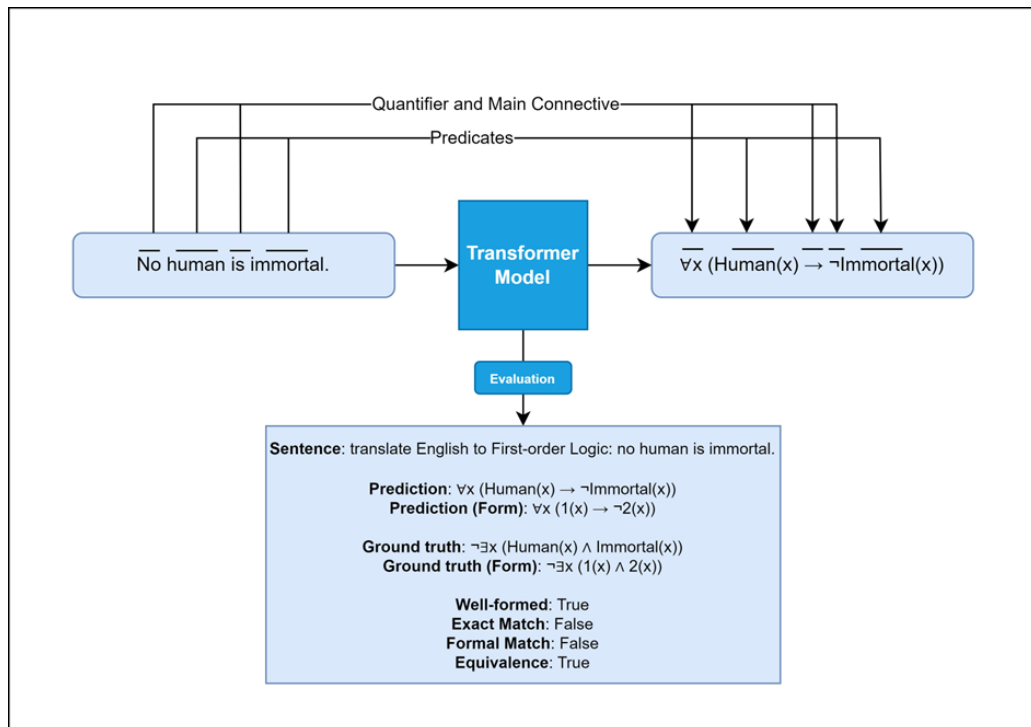 Quantifier and Main Connective
Predicates
No human is immortal.
Transformer
Model
∀x (Human(x) → ¬Immortal(x))
Evaluation
Sentence: translate English to First-order Logic: no human is immortal.
Prediction: ∀x (Human(x) → ¬Immortal(x))
Prediction (Form): ∀x (1(x) → ¬2(x))
Ground truth: ¬∃x (Human(x) ∧ Immortal(x))
Ground truth (Form): ¬∃x (1(x) ∧ 2(x))
Well-formed: True
Exact Match: False
Formal Match: False
Equivalence: True